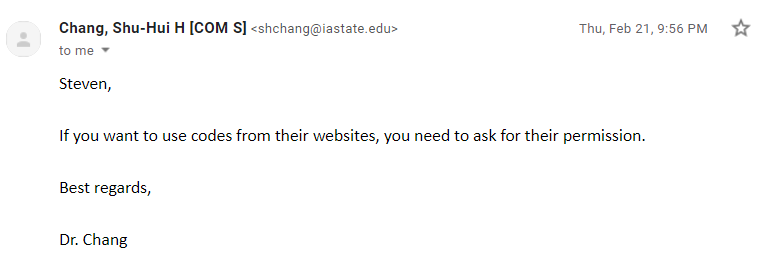 Chang, Shu-Hui H [COM S] <shchang@iastate.edu> Thu, Feb 21, 9:56 PM
to me
Steven,
If you want to use codes from their websites, you need to ask for their permission.
Best regards,
Dr. Chang